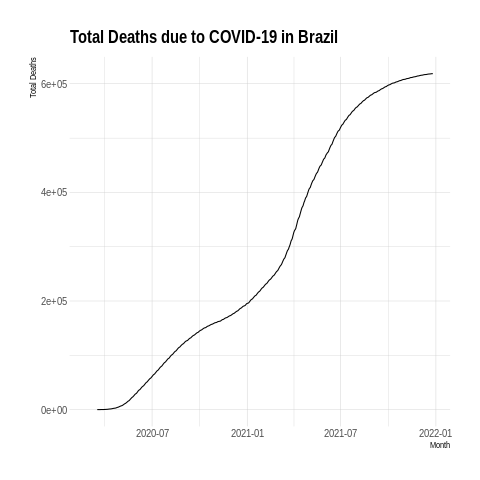 Total Deaths due to COVID-19 in Brazil
Total Deaths
6e+05
4e+05
2e+05
0e+00
2020-07 2021-01 2021-07 2022-01
Month